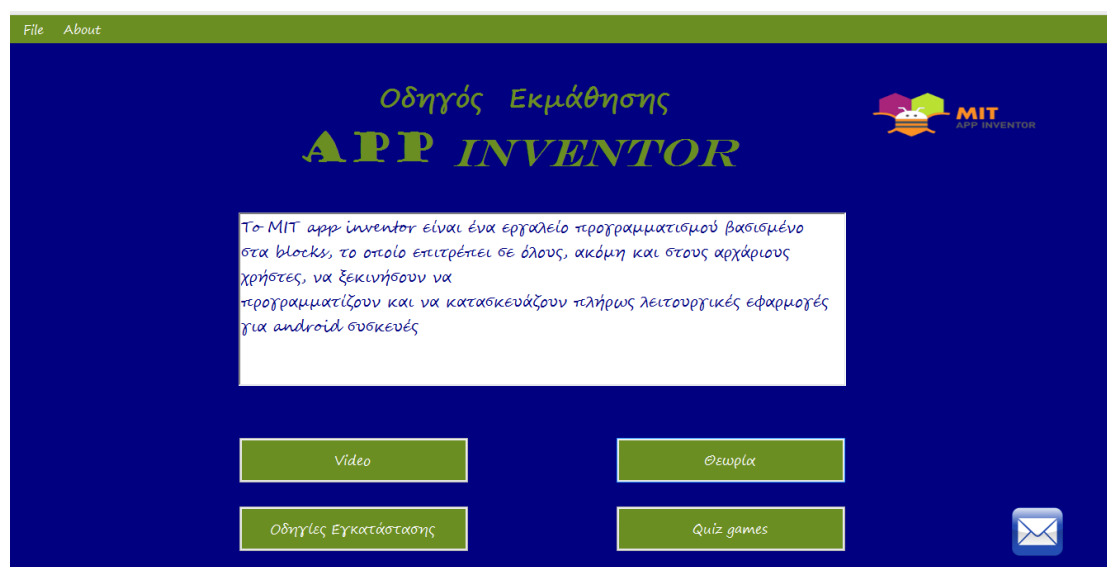 File About
Οδηγός Εκμάθησης
APP INVENTOR
MIT
APP INVENTOR
Το MIT app inventor είναι ένα εργαλείο προγραμματισμού βασισμένο
στα blocks, το οποίο επιτρέπει σε όλους, ακόμη και στους αρχάριους
χρήστες, να ξεκινήσουν να
προγραμματίζουν και να κατασκευάζουν πλήρως λειτουργικές εφαρμογές
για android συσκευές
Video
Θεωρία
Οδηγίες Εγκατάστασης
Quiz games